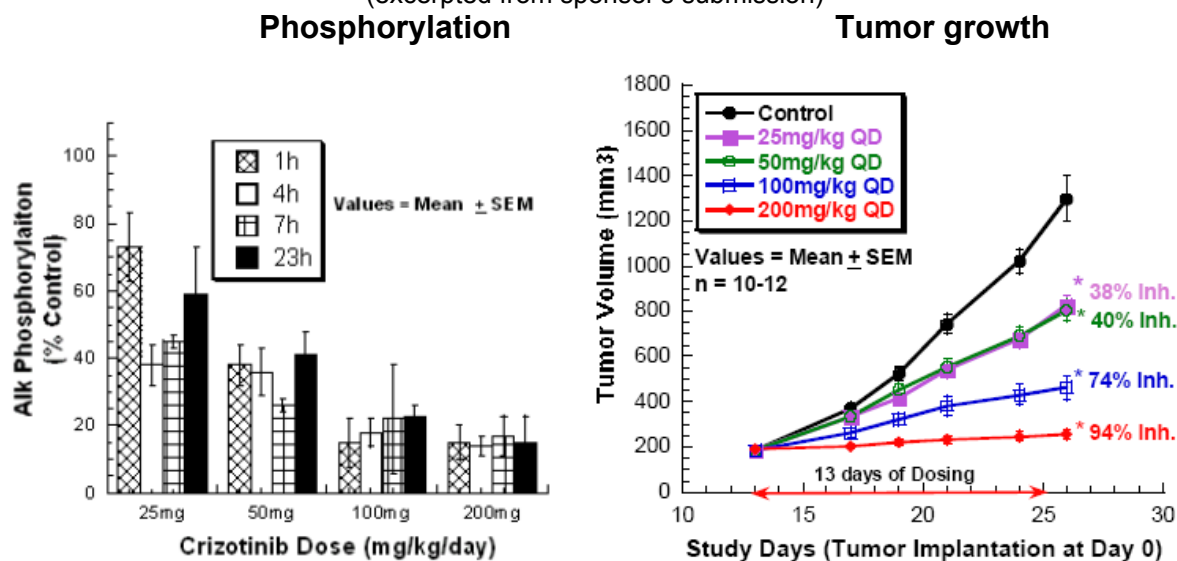 (excerpted from sponsor's submission)
Phosphorylation
Tumor growth
Alk Phosphorylaiton
(% Control)
100
80
60
40
20
0
1h
4h
7h
23h
Values = Mean ± SEM
25mg
50mg
100mg
200mg
Crizotinib Dose (mg/kg/day)
Tumor Volume (mm3)
1800
1600
1400
1200
1000
800
600
400
200
0
Control
25mg/kg QD
50mg/kg QD
100mg/kg QD
200mg/kg QD
Values = Mean ± SEM
n = 10-12
* 38% Inh.
* 40% Inh.
* 74% Inh.
* 94% Inh.
13 days of Dosing
10
15
20
25
30
Study Days (Tumor Implantation at Day 0)